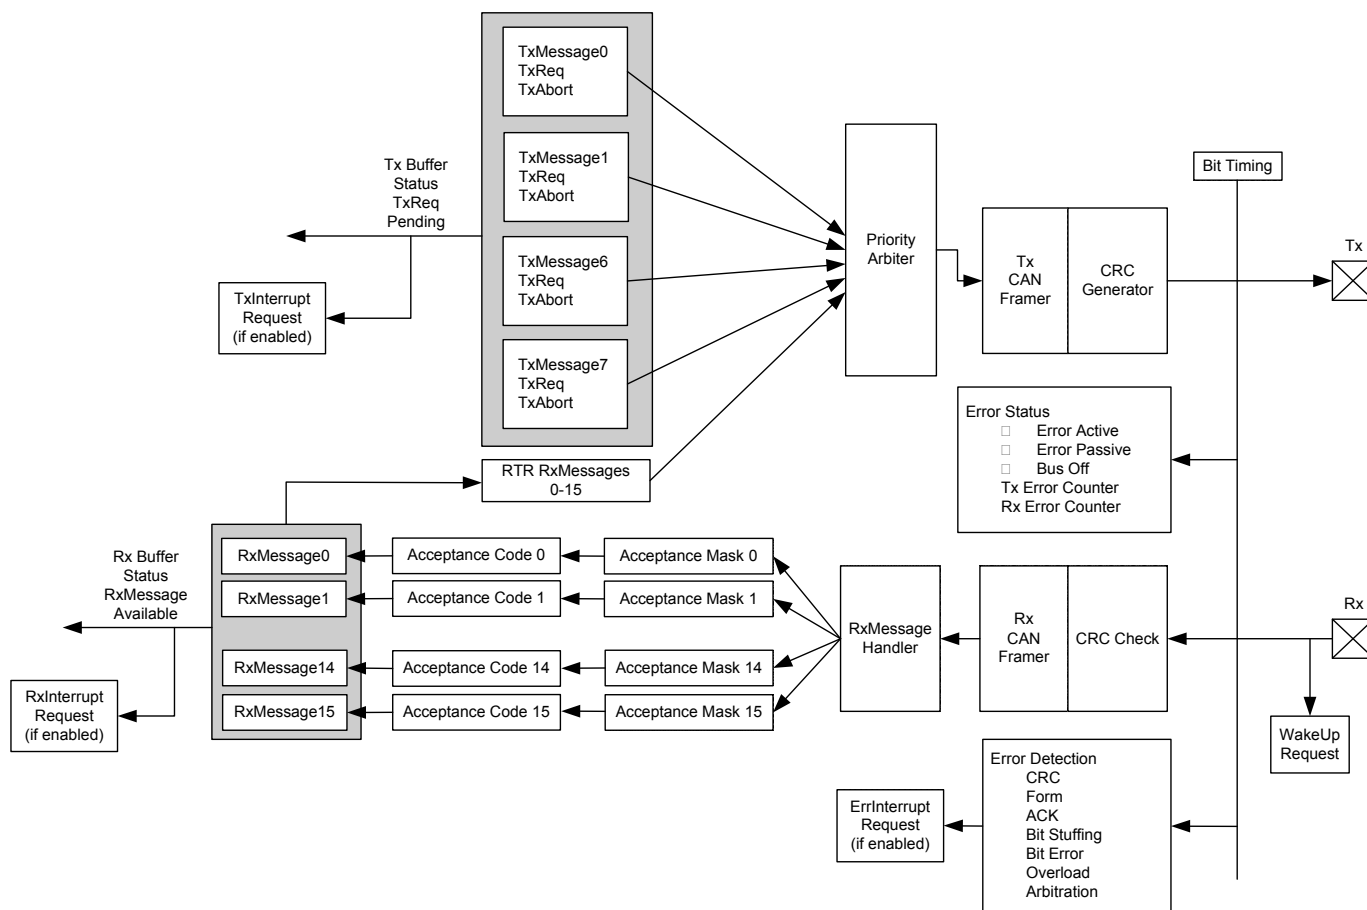 TxMessage0
TxReq
TxAbort
TxMessage1
TxReq
TxAbort
TxMessage6
TxReq
TxAbort
TxMessage7
TxReq
TxAbort
Tx Buffer
Status
TxReq
Pending
TxInterrupt
Request
(if enabled)
Priority
Arbiter
Tx
CAN
Framer
CRC
Generator
Bit Timing
Tx
Error Status
Error Active
Error Passive
Bus Off
Tx Error Counter
Rx Error Counter
RTR RxMessages
0-15
Rx Buffer
Status
RxMessage
Available
RxInterrupt
Request
(if enabled)
RxMessage0
Acceptance Code 0
Acceptance Mask 0
RxMessage1
Acceptance Code 1
Acceptance Mask 1
RxMessage14
Acceptance Code 14
Acceptance Mask 14
RxMessage15
Acceptance Code 15
Acceptance Mask 15
RxMessage
Handler
Rx
CAN
Framer
CRC Check
Rx
WakeUp
Request
ErrInterrupt
Request
(if enabled)
Error Detection
CRC
Form
ACK
Bit Stuffing
Bit Error
Overload
Arbitration